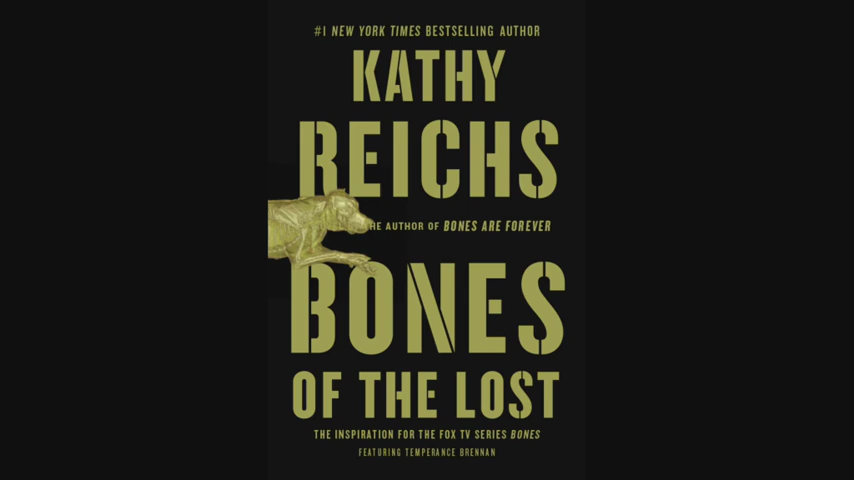 #1 NEW YORK TIMES BESTSELLING AUTHOR
KATHY
REICHS
HE AUTHOR OF BONES ARE FOREVER
BONES
OF THE LOST
THE INSPIRATION FOR THE FOX TV SERIES BONES
FEATURING TEMPERANCE BRENNAN